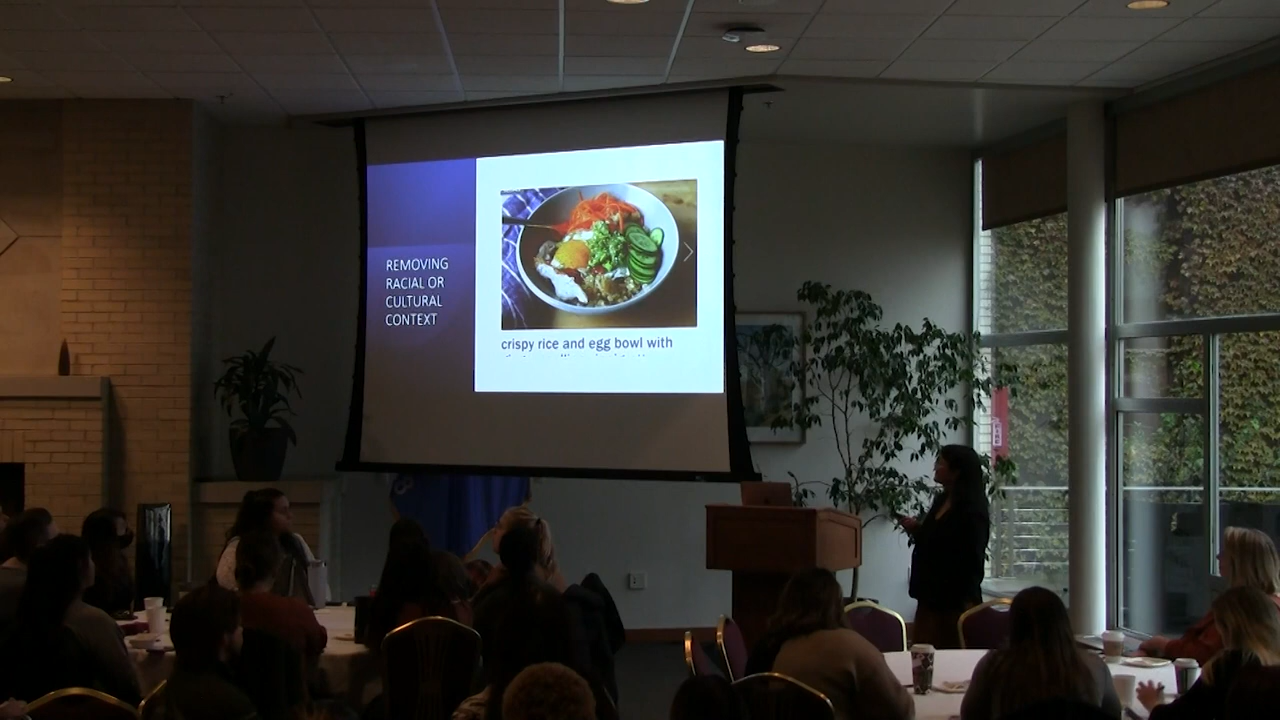 REMOVING
RACIAL OR
CULTURAL
CONTEXT
crispy rice and egg bowl with